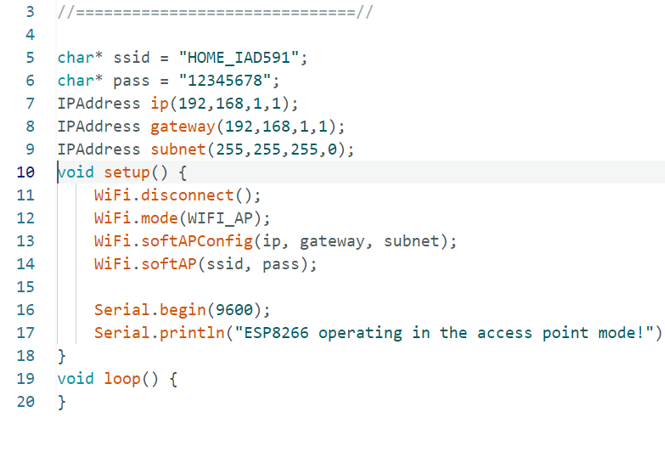 3 //==============================//
4
5 char* ssid = "HOME_IAD591";
6 char* pass = "12345678";
7 IPAddress ip(192,168,1,1);
8 IPAddress gateway(192,168,1,1);
9 IPAddress subnet(255,255,255,0);
10 void setup() {
11 WiFi.disconnect();
12 WiFi.mode(WIFI_AP);
13 WiFi.softAPConfig(ip, gateway, subnet);
14 WiFi.softAP(ssid, pass);
15
16 Serial.begin(9600);
17 Serial.println("ESP8266 operating in the access point mode!")
18 }
19 void loop() {
20 }